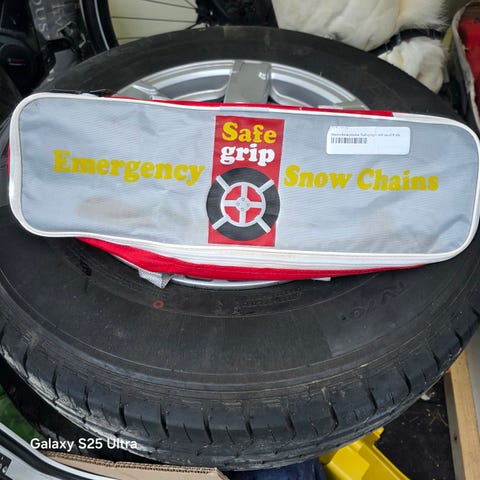 Safe
grip
Emergency
Snow Chains
Galaxy S25 Ultra